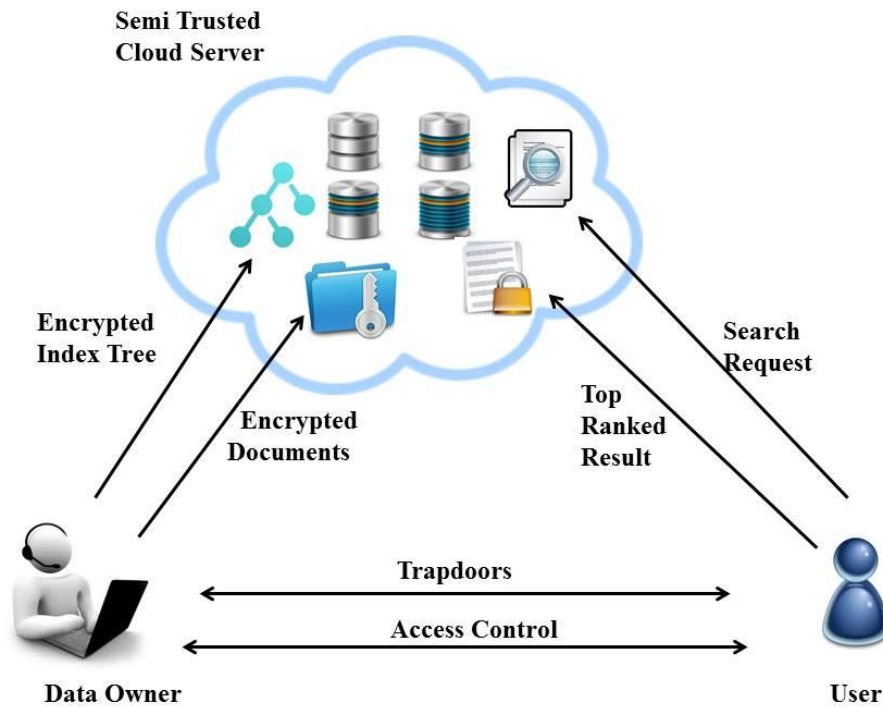 Semi Trusted
Cloud Server
Encrypted
Index Tree
Encrypted
Documents
Search
Request
Top
Ranked
Result
Trapdoors
Access Control
Data Owner
User